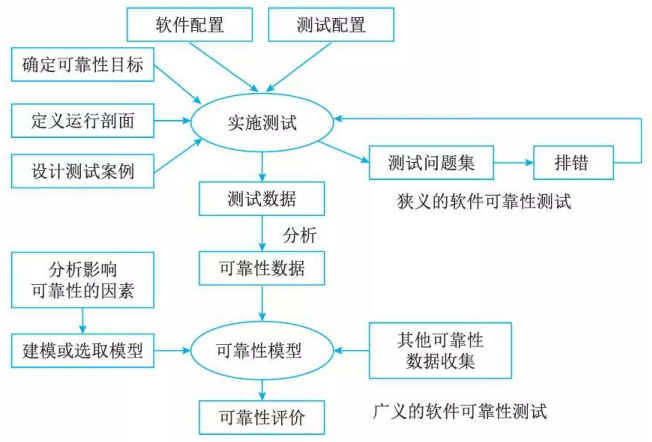 软件配置
测试配置
确定可靠性目标
定义运行剖面
实施测试
设计测试案例
测试问题集
排错
测试数据
狭义的软件可靠性测试
分析
分析影响
可靠性的因素
可靠性数据
建模或选取模型
可靠性模型
其他可靠性
数据收集
可靠性评价
广义的软件可靠性测试